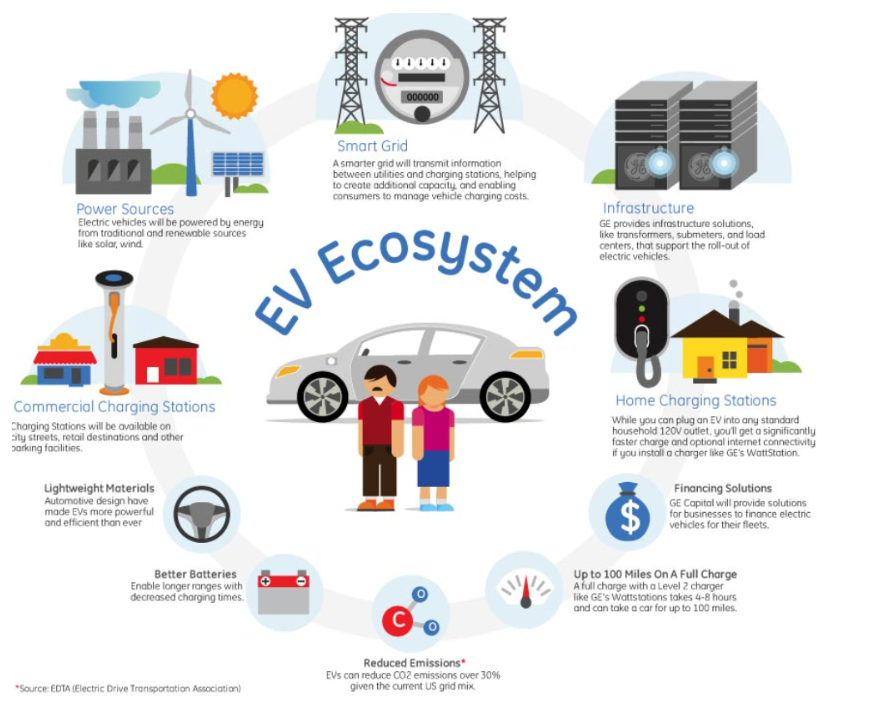 000000
Smart Grid
A smarter grid will transmit information
between utilities and charging stations, helping
to create additional capacity, and enabling
consumers to manage vehicle charging costs.
Power Sources
Electric vehicles will be powered by energy
from traditional and renewable sources
like solar, wind.
GE
GE
Infrastructure
GE provides infrastructure solutions,
like transformers, submeters, and load
centers, that support the roll-out of
electric vehicles.
EV Ecosystem
Commercial Charging Stations
Charging Stations will be available on
city streets, retail destinations and other
parking facilities.
Home Charging Stations
While you can plug an EV into any standard
household 120V outlet, you'll get a significantly
faster charge and optional internet connectivity
if you install a charger like GE's WattStation.
Lightweight Materials
Automotive design have
made EVs more powerful
and efficient than ever
$
Financing Solutions
GE Capital will provide solutions
for businesses to finance electric
vehicles for their fleets.
Better Batteries
Enable longer ranges with
decreased charging times.
+ −
Up to 100 Miles On A Full Charge
A full charge with a Level 2 charger
like GE's Wattstations takes 4-8 hours
and can take a car for up to 100 miles.
O
C
O
Reduced Emissions*
EVs can reduce CO2 emissions over 30%
given the current US grid mix.
*Source: EDTA (Electric Drive Transportation Association)